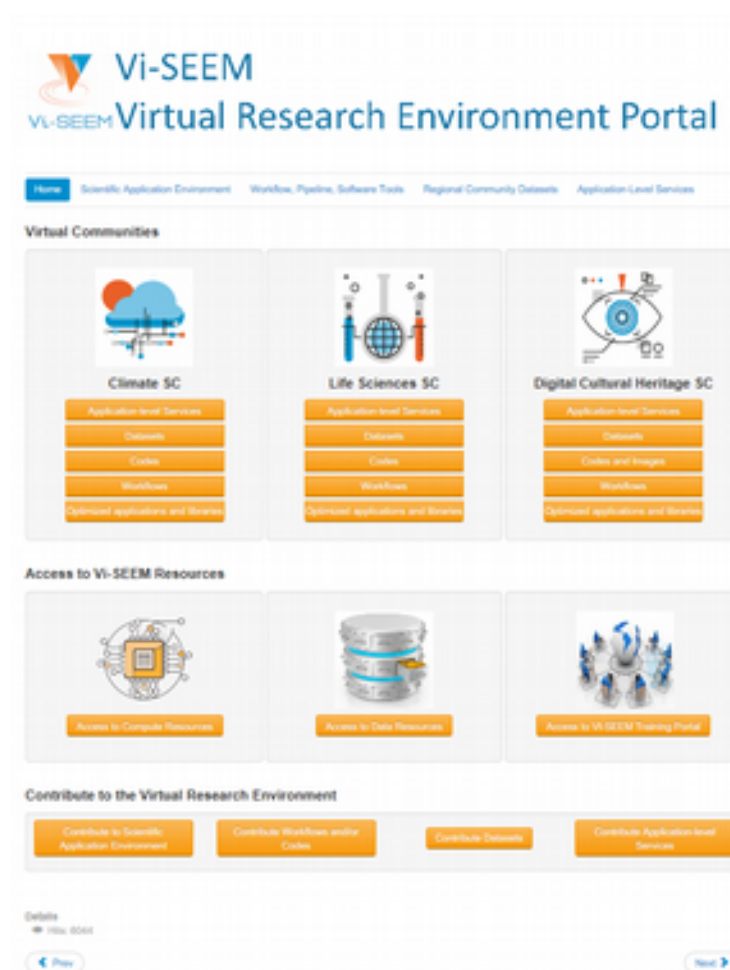 Vi-SEEM
Vi-SEEM Virtual Research Environment Portal
Home Scientific Application Environment Workflow, Pipeline, Software Tools Regional Community Datasets Application-Level Services
Virtual Communities
Climate SC Life Sciences SC Digital Cultural Heritage SC
Application-level Services Application-level Services Application-level Services
Datasets Datasets Datasets
Codes Codes Codes and Images
Workflows Workflows Workflows
Optimized applications and libraries Optimized applications and libraries Optimized applications and libraries
Access to Vi-SEEM Resources
Access to Compute Resources Access to Data Resources Access to Vi-SEEM Training Portal
Contribute to the Virtual Research Environment
Contribute to Scientific Contribute Workflows and/or Contribute Datasets Contribute Application-level
Application Environment Codes Services
Details
Hits: 6044
Prev Next